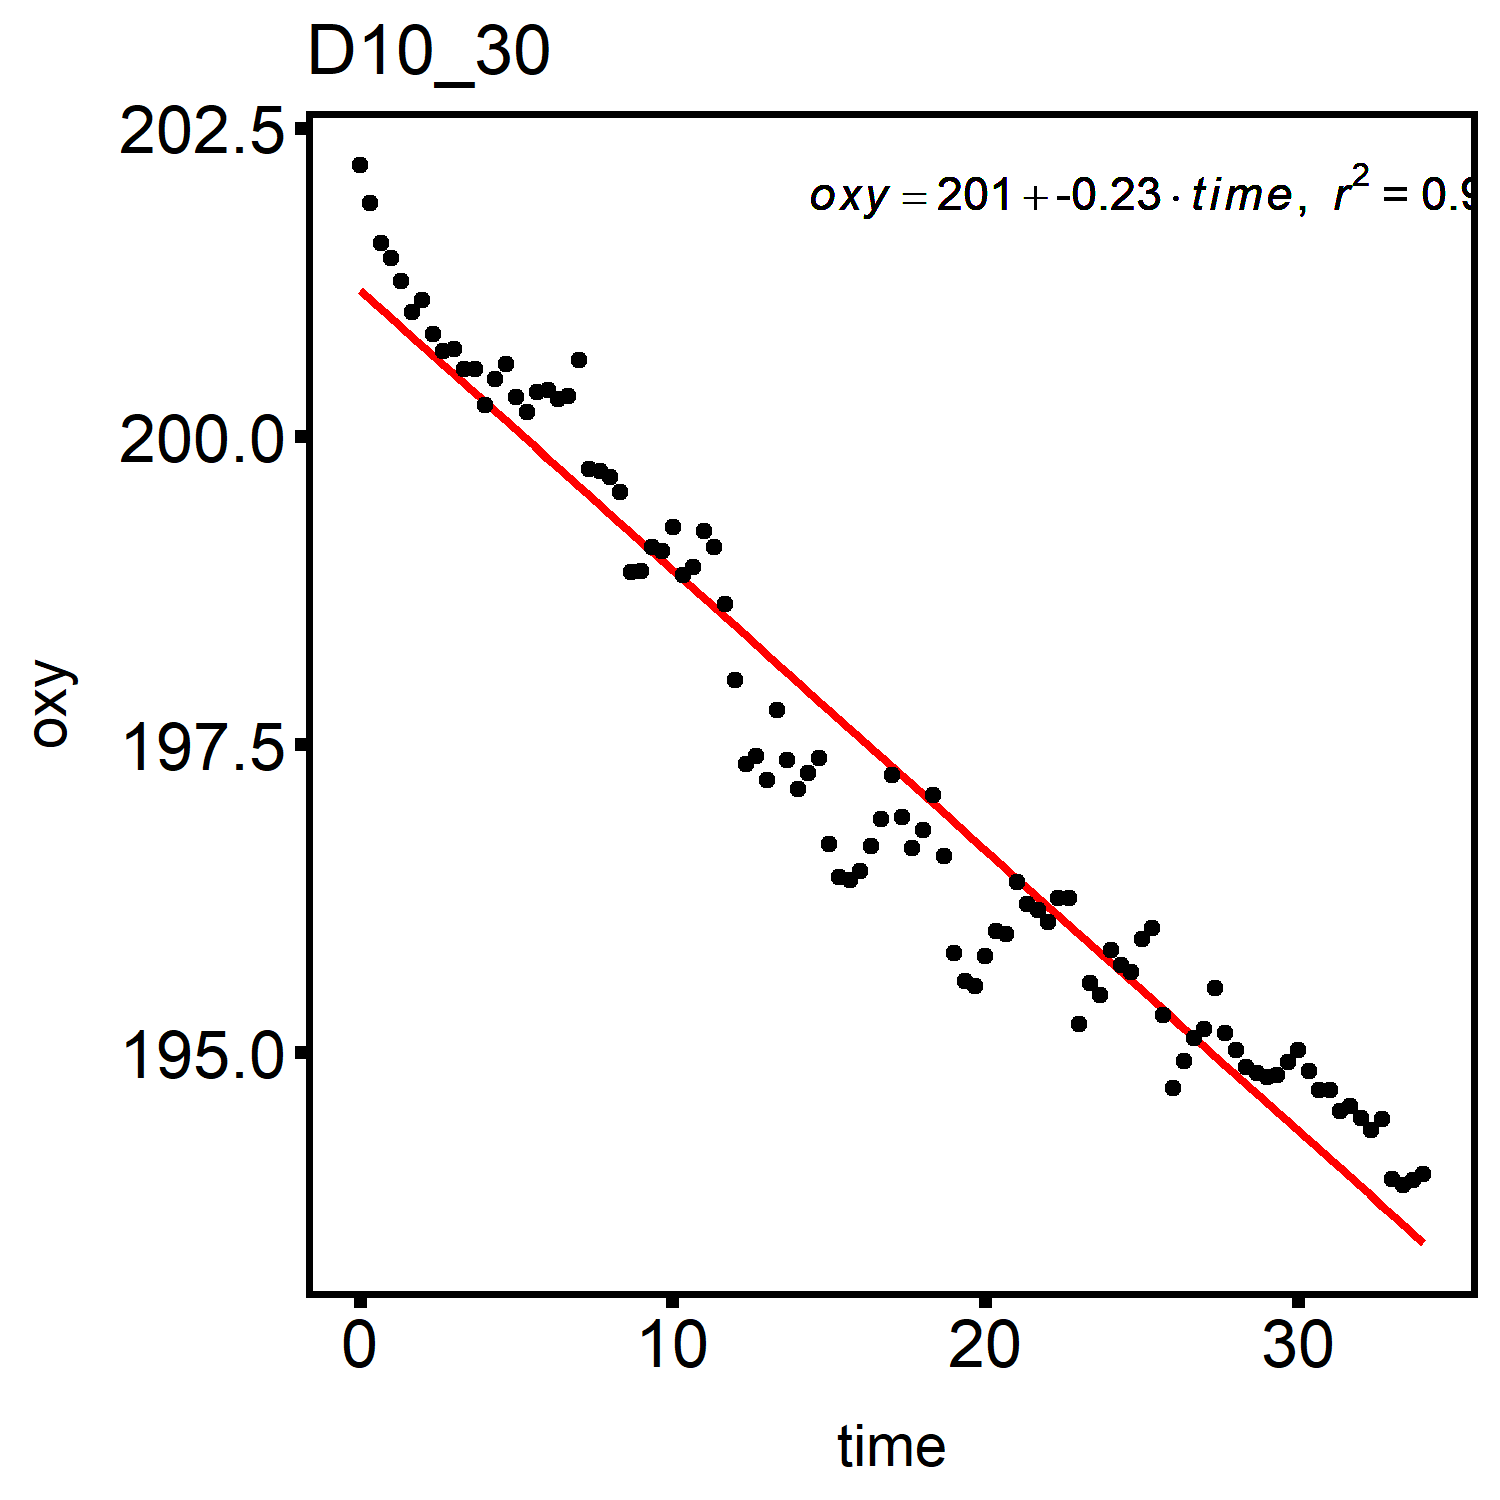 D10_30
202.5
oxy = 201 + -0.23 · time, r² = 0.9
200.0
197.5
195.0
oxy
0 10 20 30
time